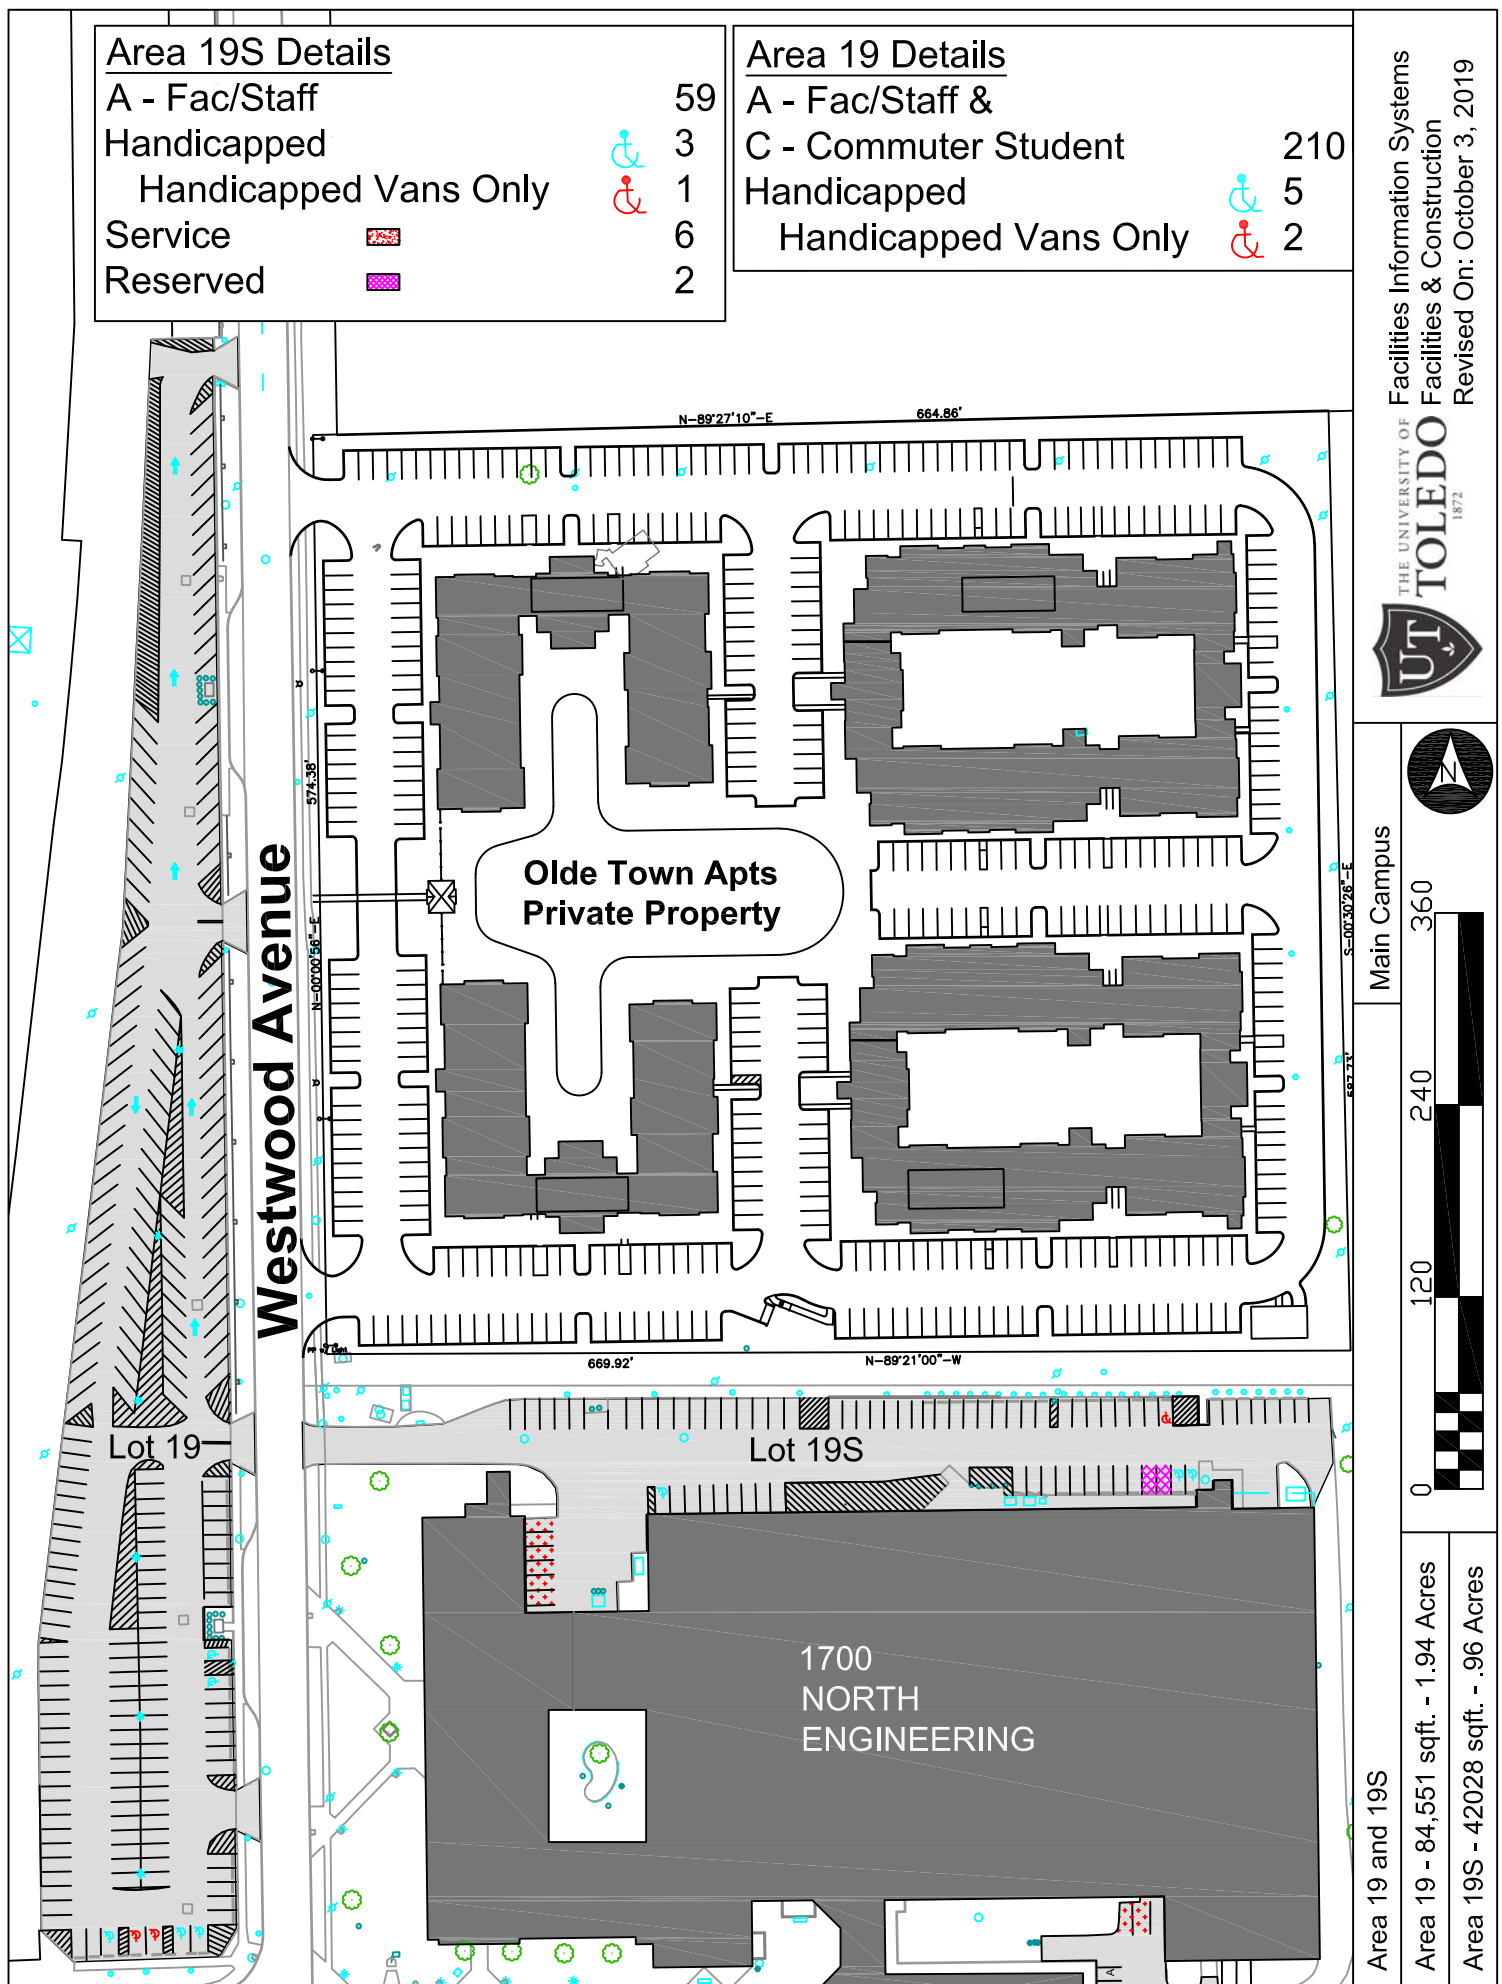 Area 19S Details
A - Fac/Staff 59
Handicapped 3
Handicapped Vans Only 1
Service 6
Reserved 2
Area 19 Details
A - Fac/Staff &
C - Commuter Student 210
Handicapped 5
Handicapped Vans Only 2
Facilities Information Systems
Facilities & Construction
Revised On: October 3, 2019
THE UNIVERSITY OF
TOLEDO
1872
UT
N
Main Campus
360
240
120
0
Area 19 and 19S
Area 19 - 84,551 sqft. - 1.94 Acres
Area 19S - 42028 sqft. - .96 Acres
N-89°27'10"-E
664.86'
574.38'
N-00°00'56"-E
S-00°30'26"-E
587.73'
Westwood Avenue
Olde Town Apts
Private Property
669.92'
N-89°21'00"-W
Lot 19
Lot 19S
1700
NORTH
ENGINEERING
A